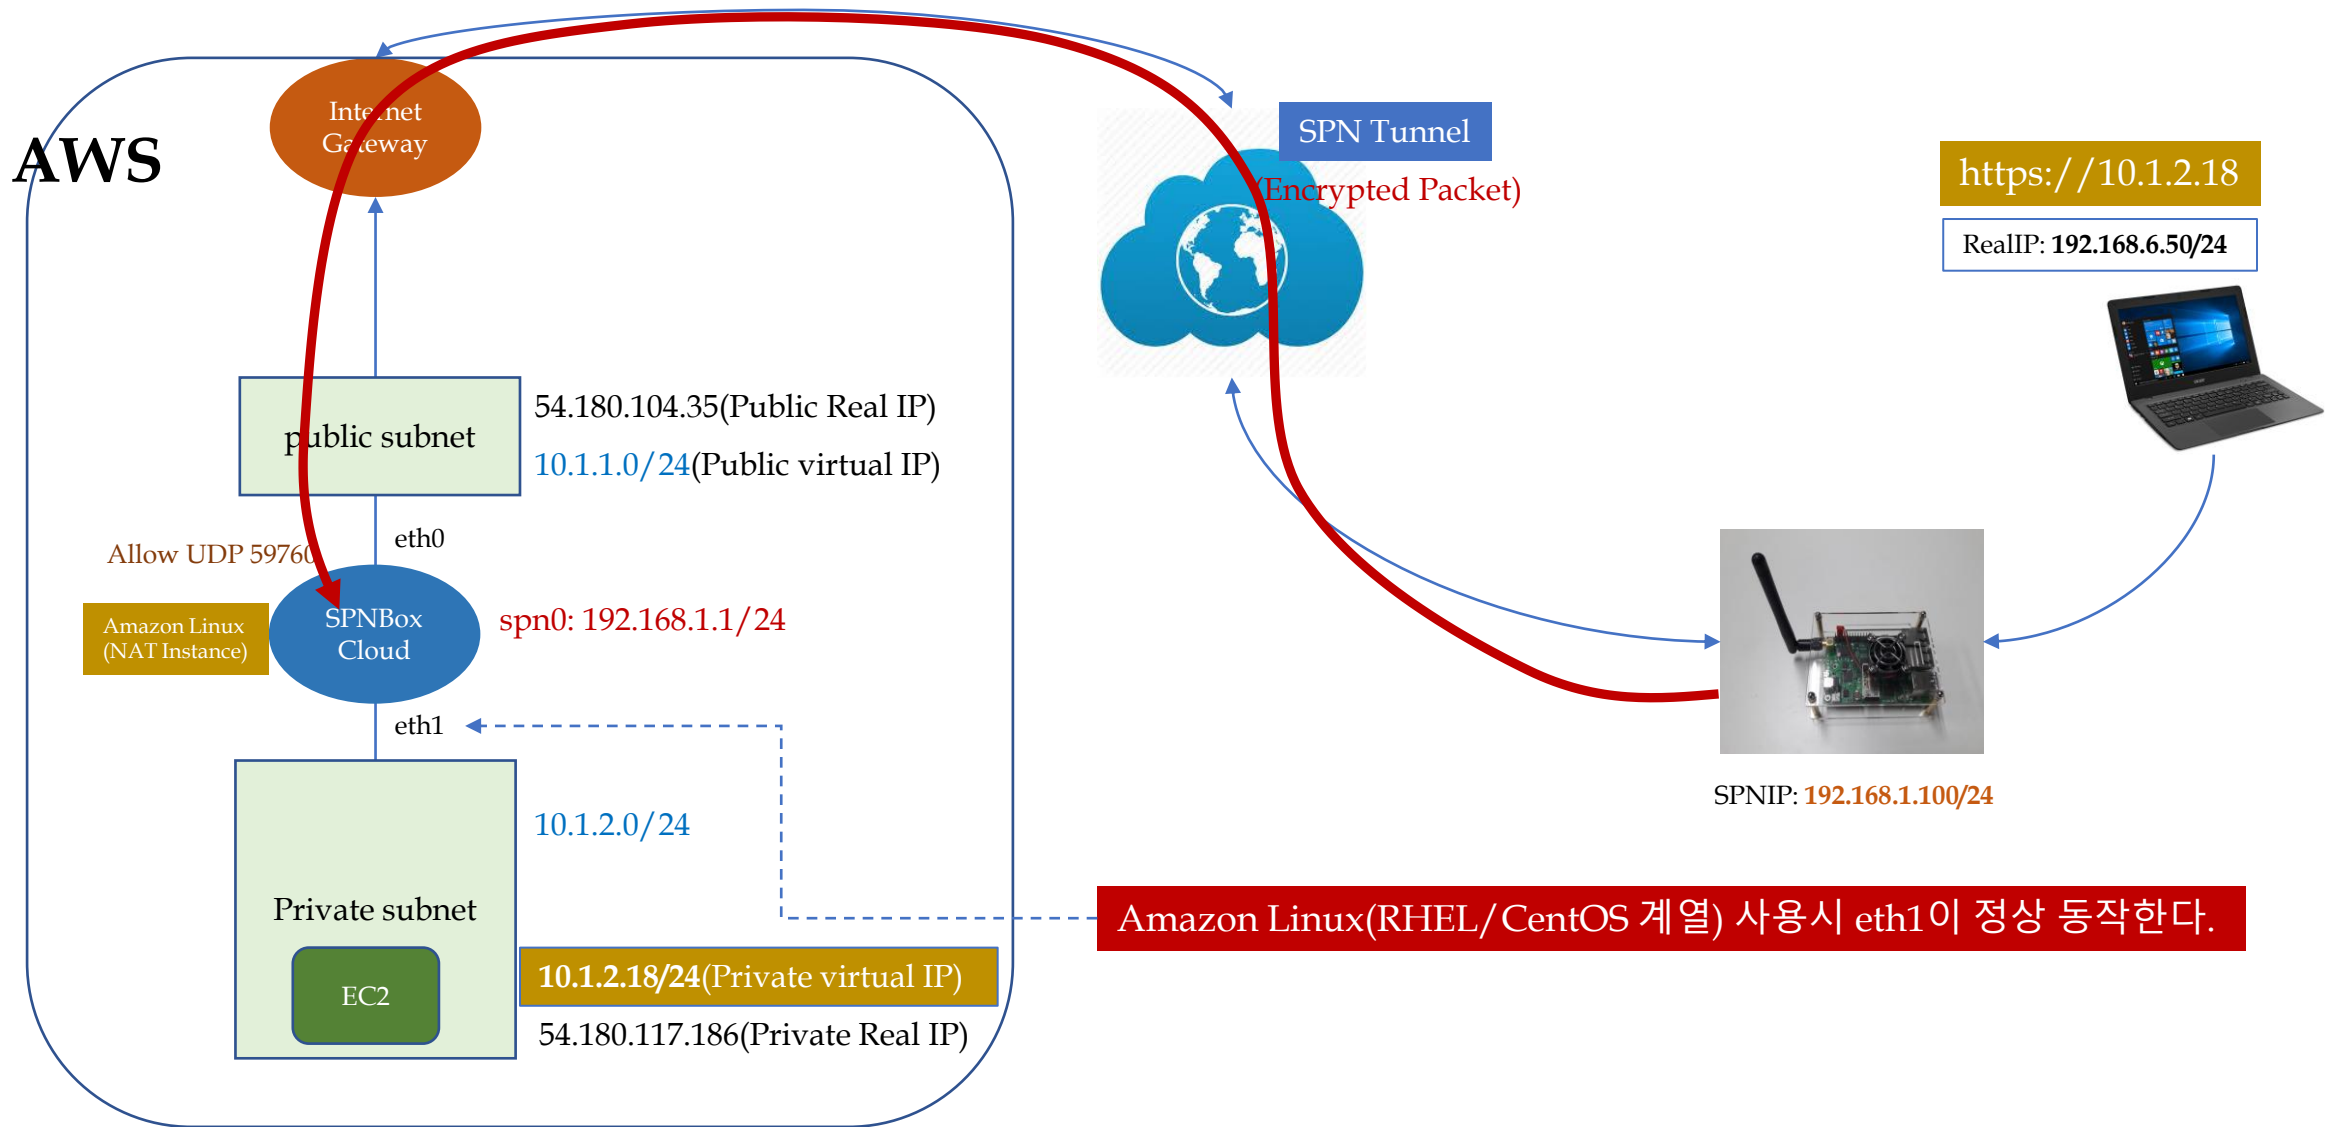 AWS
Internet
Gateway
SPN Tunnel
(Encrypted Packet)
https://10.1.2.18
RealIP: 192.168.6.50/24
public subnet
54.180.104.35(Public Real IP)
10.1.1.0/24(Public virtual IP)
eth0
Allow UDP 59760
Amazon Linux
(NAT Instance)
SPNBox
Cloud
spn0: 192.168.1.1/24
eth1
SPNIP: 192.168.1.100/24
10.1.2.0/24
Private subnet
Amazon Linux(RHEL/CentOS 계열) 사용시 eth1이 정상 동작한다.
EC2
10.1.2.18/24(Private virtual IP)
54.180.117.186(Private Real IP)